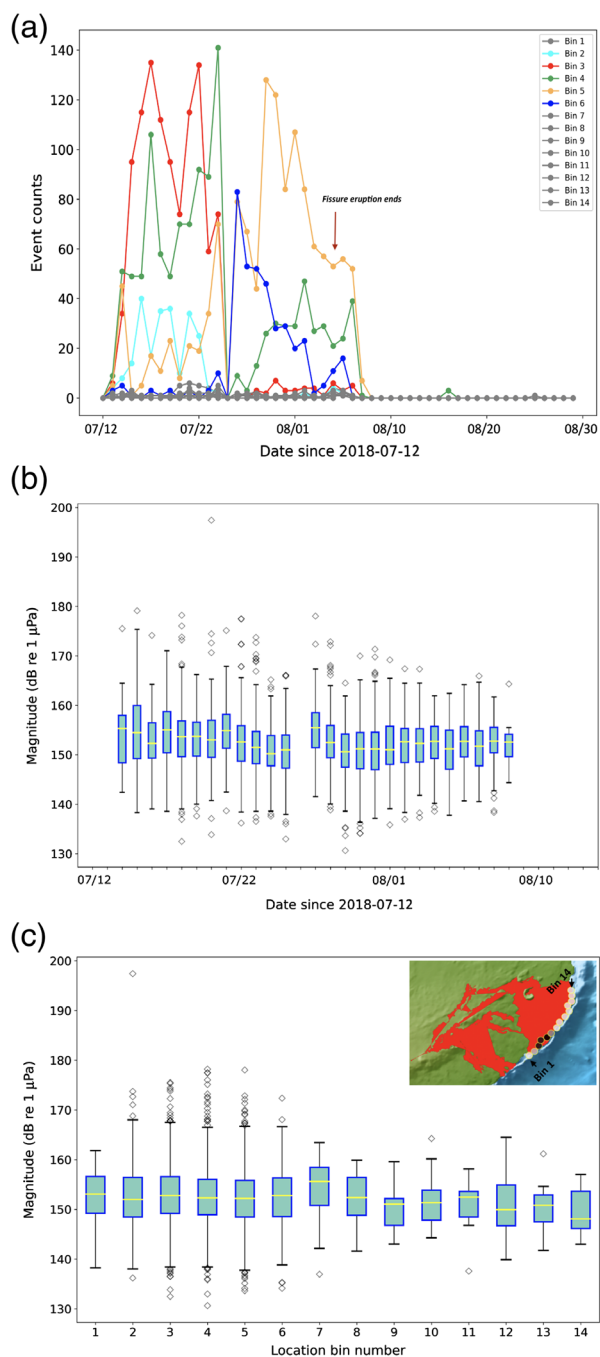 (a)
140
120
100
80
60
40
20
0
Event counts
Bin 1
Bin 2
Bin 3
Bin 4
Bin 5
Bin 6
Bin 7
Bin 8
Bin 9
Bin 10
Bin 11
Bin 12
Bin 13
Bin 14
Fissure eruption ends
07/12 07/22 08/01 08/10 08/20 08/30
Date since 2018-07-12
(b)
200
190
180
170
160
150
140
130
Magnitude (dB re 1 μPa)
07/12 07/22 08/01 08/10
Date since 2018-07-12
(c)
200
190
180
170
160
150
140
130
Magnitude (dB re 1 μPa)
Bin 14
Bin 1
1 2 3 4 5 6 7 8 9 10 11 12 13 14
Location bin number